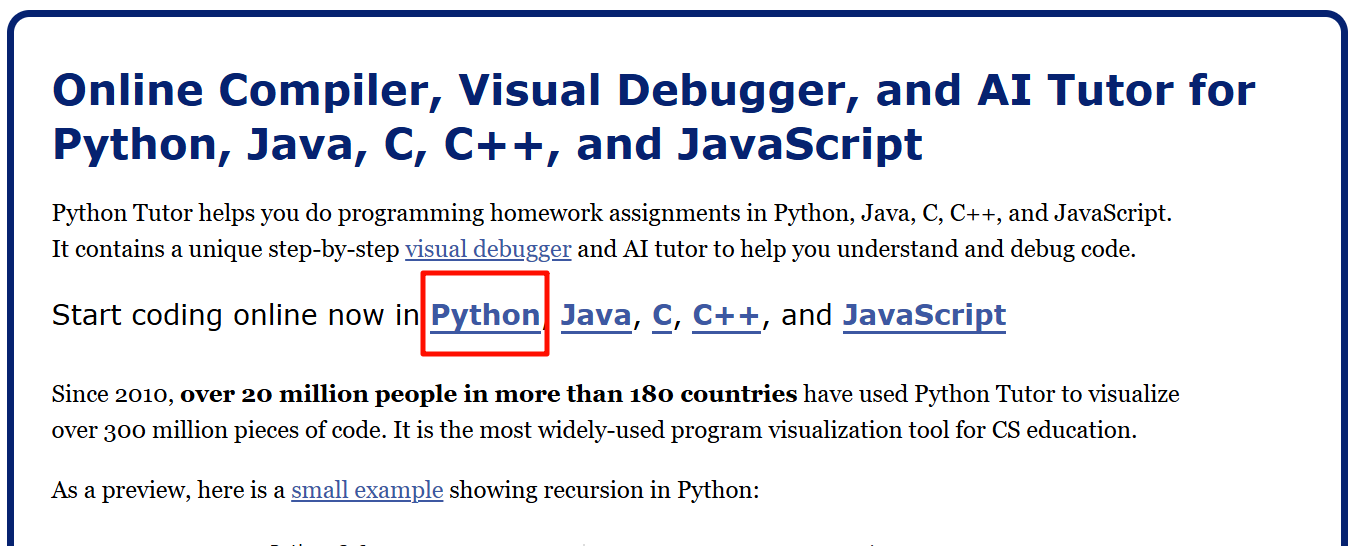 Online Compiler, Visual Debugger, and AI Tutor for
Python, Java, C, C++, and JavaScript
Python Tutor helps you do programming homework assignments in Python, Java, C, C++, and JavaScript.
It contains a unique step-by-step visual debugger and AI tutor to help you understand and debug code.
Start coding online now in Python, Java, C, C++, and JavaScript
Since 2010, over 20 million people in more than 180 countries have used Python Tutor to visualize
over 300 million pieces of code. It is the most widely-used program visualization tool for CS education.
As a preview, here is a small example showing recursion in Python: